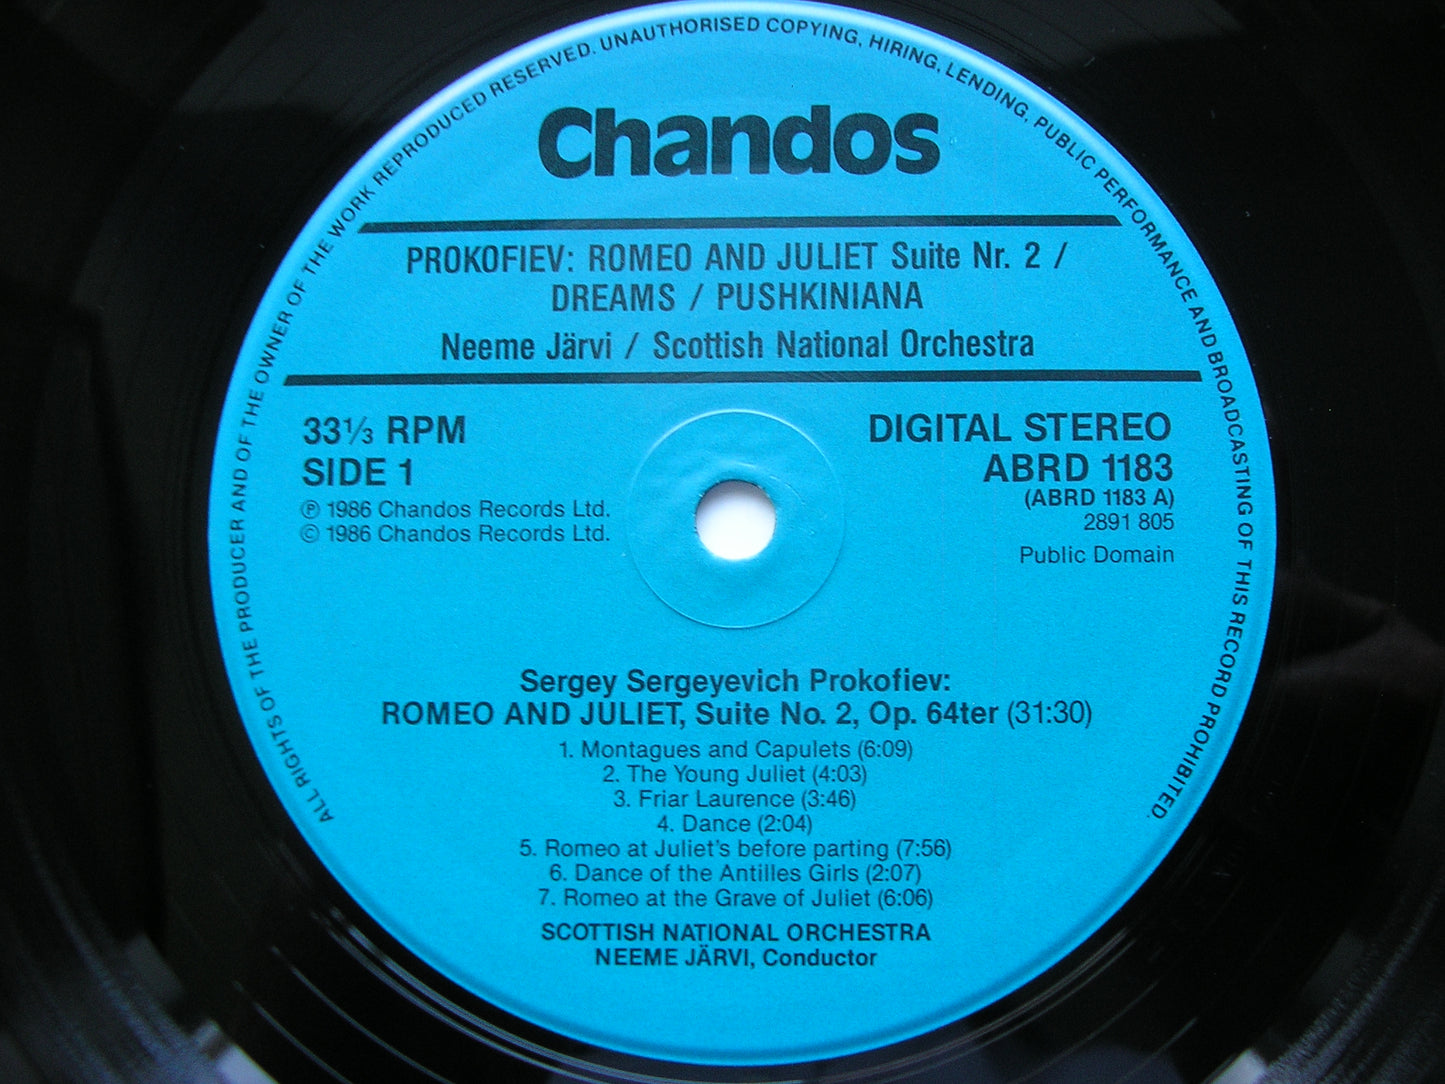 ALL RIGHTS OF THE PRODUCER AND OF THE OWNER OF THE WORK REPRODUCED RESERVED. UNAUTHORISED COPYING, HIRING, LENDING, PUBLIC PERFORMANCE AND BROADCASTING OF THIS RECORD PROHIBITED.
Chandos
PROKOFIEV: ROMEO AND JULIET Suite Nr. 2 /
DREAMS / PUSHKINIANA
Neeme Järvi / Scottish National Orchestra
33⅓ RPM
SIDE 1
℗ 1986 Chandos Records Ltd.
© 1986 Chandos Records Ltd.
DIGITAL STEREO
ABRD 1183
(ABRD 1183 A)
2891 805
Public Domain
Sergey Sergeyevich Prokofiev:
ROMEO AND JULIET, Suite No. 2, Op. 64ter (31:30)
1. Montagues and Capulets (6:09)
2. The Young Juliet (4:03)
3. Friar Laurence (3:46)
4. Dance (2:04)
5. Romeo at Juliet's before parting (7:56)
6. Dance of the Antilles Girls (2:07)
7. Romeo at the Grave of Juliet (6:06)
SCOTTISH NATIONAL ORCHESTRA
NEEME JÄRVI, Conductor